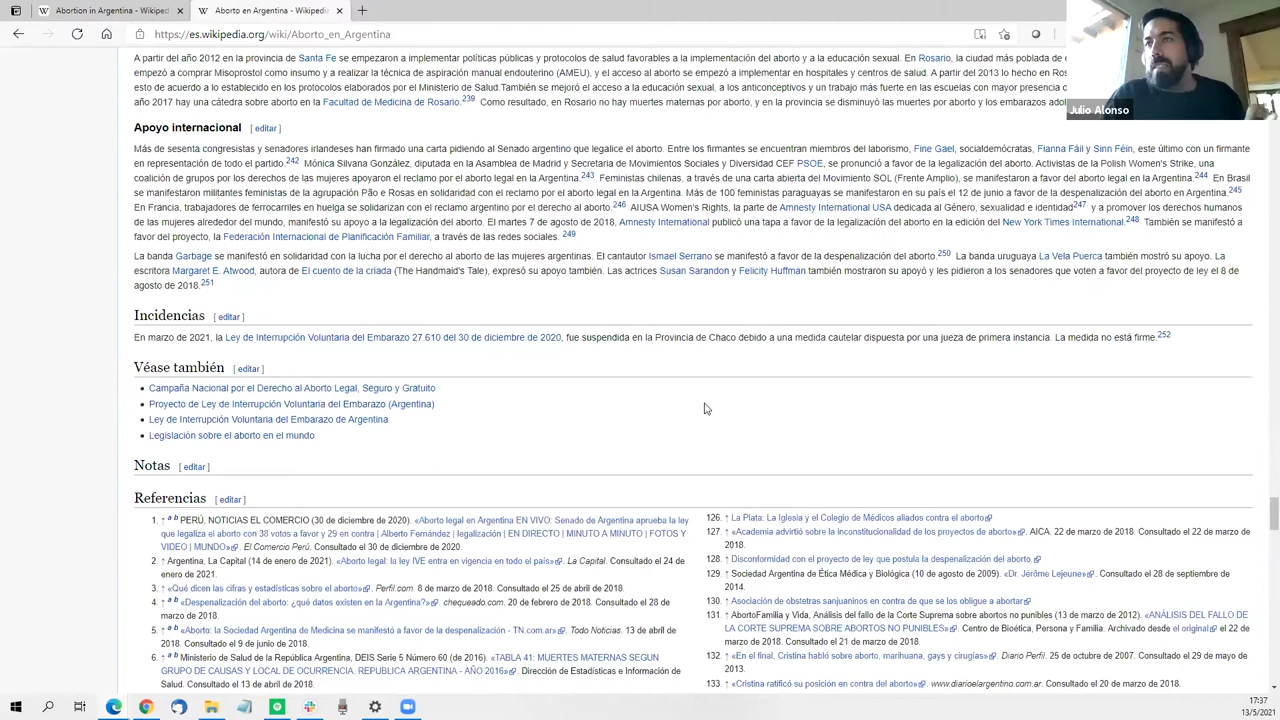 Abortion in Argentina - Wikiped
Aborto en Argentina - Wikipedia
https://es.wikipedia.org/wiki/Aborto_en_Argentina
Julio Alonso
A partir del año 2012 en la provincia de Santa Fe se empezaron a implementar políticas públicas y protocolos de salud favorables a la implementación del aborto y a la educación sexual. En Rosario, la ciudad más poblada de
empezó a comprar Misoprostol como insumo y a realizar la técnica de aspiración manual endouterino (AMEU), y el acceso al aborto se empezó a implementar en hospitales y centros de salud. A partir del 2013 lo hecho en Ros
esto de acuerdo a lo establecido en los protocolos elaborados por el Ministerio de Salud.También se mejoró el acceso a la educación sexual, a los anticonceptivos y un trabajo más fuerte en las escuelas con mayor presencia
año 2017 hay una cátedra sobre aborto en la Facultad de Medicina de Rosario.239 Como resultado, en Rosario no hay muertes maternas por aborto, y en la provincia se disminuyó las muertes por aborto y los embarazos
Apoyo internacional [editar]
Más de sesenta congresistas y senadores irlandeses han firmado una carta pidiendo al Senado argentino que legalice el aborto. Entre los firmantes se encuentran miembros del laborismo, Fine Gael, socialdemócratas, Fianna Fáil y Sinn Féin, este último con un firmante
en representación de todo el partido.242 Mónica Silvana González, diputada en la Asamblea de Madrid y Secretaria de Movimientos Sociales y Diversidad CEF PSOE, se pronunció a favor de la legalización del aborto. Activistas de la Polish Women's Strike, una
coalición de grupos por los derechos de las mujeres apoyaron el reclamo por el aborto legal en la Argentina.243 Feministas chilenas, a través de una carta abierta del Movimiento SOL (Frente Amplio), se manifestaron a favor del aborto legal en la Argentina.244 En Brasil
se manifestaron militantes feministas de la agrupación Pão e Rosas en solidaridad con el reclamo por el aborto legal en la Argentina. Más de 100 feministas paraguayas se manifestaron en su país el 12 de junio a favor de la despenalización del aborto en Argentina.245
En Francia, trabajadores de ferrocarriles en huelga se solidarizan con el reclamo argentino por el derecho al aborto.246 AIUSA Women's Rights, la parte de Amnesty International USA dedicada al Género, sexualidad e identidad247 y a promover los derechos humanos
de las mujeres alrededor del mundo, manifestó su apoyo a la legalización del aborto. El martes 7 de agosto de 2018, Amnesty International publicó una tapa a favor de la legalización del aborto en la edición del New York Times International.248 También se manifestó a
favor del proyecto, la Federación Internacional de Planificación Familiar, a través de las redes sociales. 249
La banda Garbage se manifestó en solidaridad con la lucha por el derecho al aborto de las mujeres argentinas. El cantautor Ismael Serrano se manifestó a favor de la despenalización del aborto.250 La banda uruguaya La Vela Puerca también mostró su apoyo. La
escritora Margaret E. Atwood, autora de El cuento de la criada (The Handmaid's Tale), expresó su apoyo también. Las actrices Susan Sarandon y Felicity Huffman también mostraron su apoyó y les pidieron a los senadores que voten a favor del proyecto de ley el 8 de
agosto de 2018.251
Incidencias [editar]
En marzo de 2021, la Ley de Interrupción Voluntaria del Embarazo 27.610 del 30 de diciembre de 2020, fue suspendida en la Provincia de Chaco debido a una medida cautelar dispuesta por una jueza de primera instancia. La medida no está firme.252
Véase también [editar]
• Campaña Nacional por el Derecho al Aborto Legal, Seguro y Gratuito
• Proyecto de Ley de Interrupción Voluntaria del Embarazo (Argentina)
• Ley de Interrupción Voluntaria del Embarazo de Argentina
• Legislación sobre el aborto en el mundo
Notas [editar]
Referencias [editar]
1. ↑ a b PERÚ, NOTICIAS EL COMERCIO (30 de diciembre de 2020). «Aborto legal en Argentina EN VIVO: Senado de Argentina aprueba la ley
que legaliza el aborto con 38 votos a favor y 29 en contra | Alberto Fernández | legalización | EN DIRECTO | MINUTO A MINUTO | FOTOS Y
VIDEO | MUNDO». El Comercio Perú. Consultado el 30 de diciembre de 2020.
2. ↑ Argentina, La Capital (14 de enero de 2021). «Aborto legal: la ley IVE entra en vigencia en todo el país». La Capital. Consultado el 24 de
enero de 2021.
3. ↑ «Qué dicen las cifras y estadísticas sobre el aborto». Perfil.com. 8 de marzo de 2018. Consultado el 25 de abril de 2018.
4. ↑ a b «Despenalización del aborto: ¿qué datos existen en la Argentina?». chequeado.com. 20 de febrero de 2018. Consultado el 28 de
marzo de 2018.
5. ↑ a b «Aborto: la Sociedad Argentina de Medicina se manifestó a favor de la despenalización - TN.com.ar». Todo Noticias. 13 de abril de
2018. Consultado el 9 de junio de 2018.
6. ↑ a b Ministerio de Salud de la República Argentina, DEIS Serie 5 Número 60 (de 2016). «TABLA 41: MUERTES MATERNAS SEGUN
GRUPO DE CAUSAS Y LOCAL DE OCURRENCIA. REPUBLICA ARGENTINA - AÑO 2016». Dirección de Estadísticas e Información de
Salud. Consultado el 13 de abril de 2018.
126. ↑ La Plata: La Iglesia y el Colegio de Médicos aliados contra el aborto
127. ↑ «Academia advirtió sobre la inconstitucionalidad de los proyectos de aborto». AICA. 22 de marzo de 2018. Consultado el 22 de marzo de
2018.
128. ↑ Disconformidad con el proyecto de ley que postula la despenalización del aborto.
129. ↑ Sociedad Argentina de Ética Médica y Biológica (10 de agosto de 2009). «Dr. Jérôme Lejeune». Consultado el 28 de septiembre de
2014.
130. ↑ Asociación de obstetras sanjuaninos en contra de que se los obligue a abortar
131. ↑ AbortoFamilia y Vida, Análisis del fallo de la Corte Suprema sobre abortos no punibles (13 de marzo de 2012). «ANÁLISIS DEL FALLO DE
LA CORTE SUPREMA SOBRE ABORTOS NO PUNIBLES». Centro de Bioética, Persona y Familia. Archivado desde el original el 22 de
marzo de 2018. Consultado el 21 de marzo de 2018.
132. ↑ «En el final, Cristina habló sobre aborto, marihuana, gays y cirugías». Diario Perfil. 25 de octubre de 2007. Consultado el 29 de mayo de
2013.
133. ↑ «Cristina ratificó su posición en contra del aborto». www.diarioelargentino.com.ar. Consultado el 20 de marzo de 2018.
17:37
13/5/2021